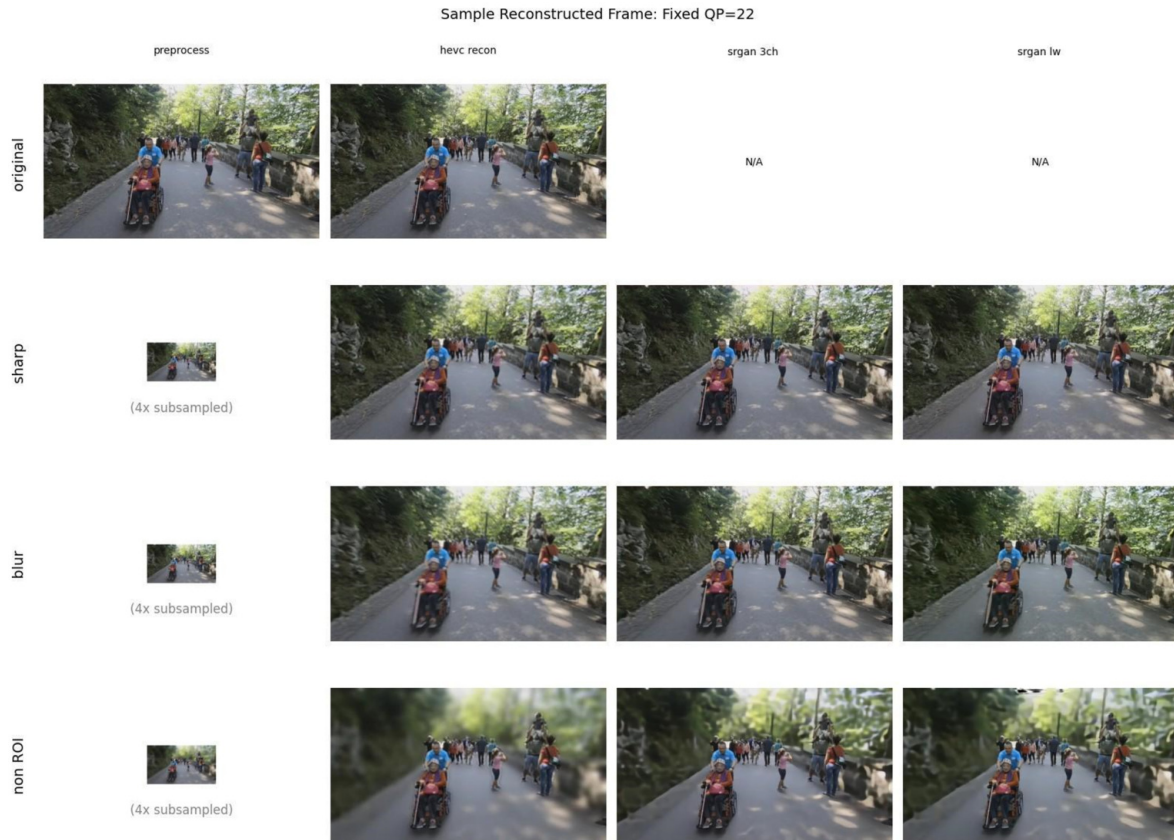 Sample Reconstructed Frame: Fixed QP=22
preprocess
hevc recon
srgan 3ch
srgan lw
original
N/A
N/A
sharp
(4x subsampled)
blur
(4x subsampled)
non ROI
(4x subsampled)